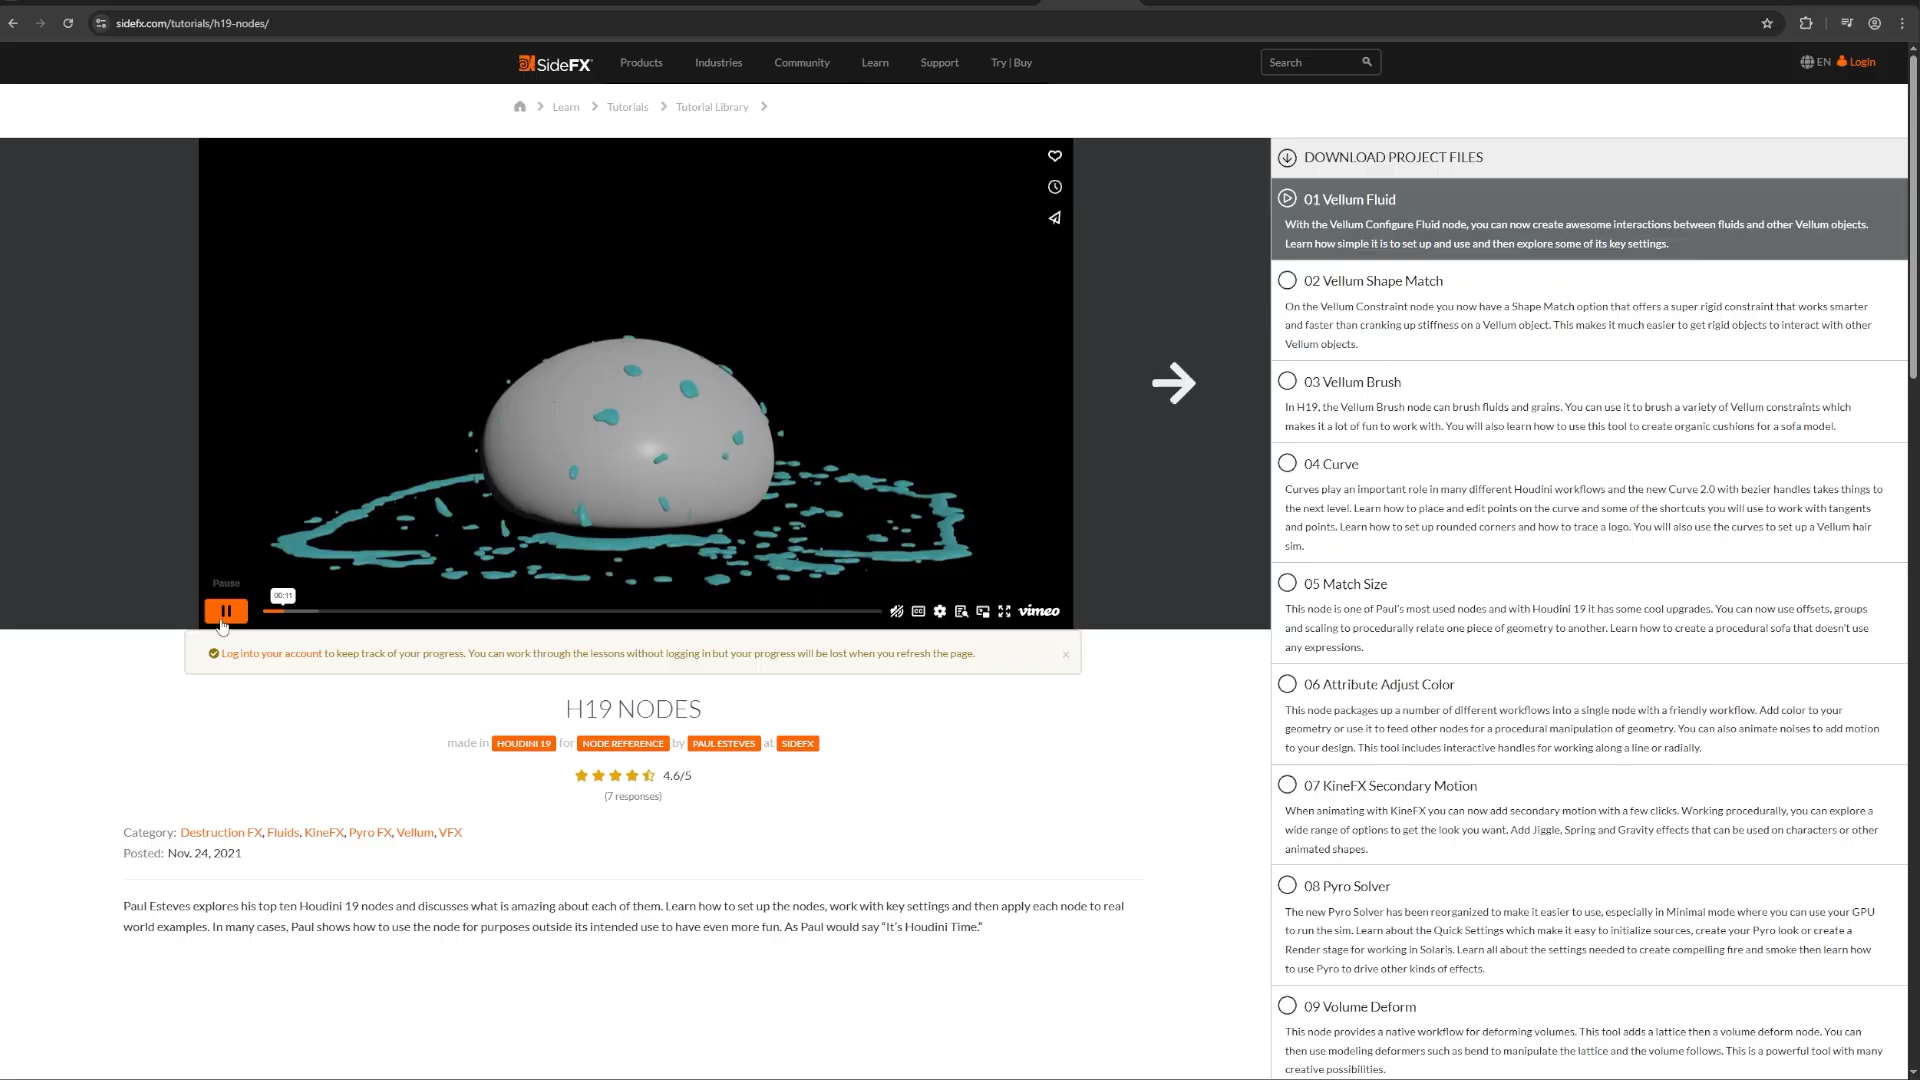 sidefx.com/tutorials/h19-nodes/
SideFX
Products
Industries
Community
Learn
Support
Try | Buy
Search
EN
Login
Learn
Tutorials
Tutorial Library
Pause
00:11
vimeo
Log into your account to keep track of your progress. You can work through the lessons without logging in but your progress will be lost when you refresh the page.
×
H19 NODES
made in HOUDINI 19 for NODE REFERENCE by PAUL ESTEVES at SIDEFX
4.6/5
(7 responses)
Category: Destruction FX, Fluids, KineFX, Pyro FX, Vellum, VFX
Posted: Nov. 24, 2021
Paul Esteves explores his top ten Houdini 19 nodes and discusses what is amazing about each of them. Learn how to set up the nodes, work with key settings and then apply each node to real
world examples. In many cases, Paul shows how to use the node for purposes outside its intended use to have even more fun. As Paul would say “It’s Houdini Time.”
DOWNLOAD PROJECT FILES
01 Vellum Fluid
With the Vellum Configure Fluid node, you can now create awesome interactions between fluids and other Vellum objects.
Learn how simple it is to set up and use and then explore some of its key settings.
02 Vellum Shape Match
On the Vellum Constraint node you now have a Shape Match option that offers a super rigid constraint that works smarter
and faster than cranking up stiffness on a Vellum object. This makes it much easier to get rigid objects to interact with other
Vellum objects.
03 Vellum Brush
In H19, the Vellum Brush node can brush fluids and grains. You can use it to brush a variety of Vellum constraints which
makes it a lot of fun to work with. You will also learn how to use this tool to create organic cushions for a sofa model.
04 Curve
Curves play an important role in many different Houdini workflows and the new Curve 2.0 with bezier handles takes things to
the next level. Learn how to place and edit points on the curve and some of the shortcuts you will use to work with tangents
and points. Learn how to set up rounded corners and how to trace a logo. You will also use the curves to set up a Vellum hair
sim.
05 Match Size
This node is one of Paul's most used nodes and with Houdini 19 it has some cool upgrades. You can now use offsets, groups
and scaling to procedurally relate one piece of geometry to another. Learn how to create a procedural sofa that doesn't use
any expressions.
06 Attribute Adjust Color
This node packages up a number of different workflows into a single node with a friendly workflow. Add color to your
geometry or use it to feed other nodes for a procedural manipulation of geometry. You can also animate noises to add motion
to your design. This tool includes interactive handles for working along a line or radially.
07 KineFX Secondary Motion
When animating with KineFX you can now add secondary motion with a few clicks. Working procedurally, you can explore a
wide range of options to get the look you want. Add Jiggle, Spring and Gravity effects that can be used on characters or other
animated shapes.
08 Pyro Solver
The new Pyro Solver has been reorganized to make it easier to use, especially in Minimal mode where you can use your GPU
to run the sim. Learn about the Quick Settings which make it easy to initialize sources, create your Pyro look or create a
Render stage for working in Solaris. Learn all about the settings needed to create compelling fire and smoke then learn how
to use Pyro to drive other kinds of effects.
09 Volume Deform
This node provides a native workflow for deforming volumes. This tool adds a lattice then a volume deform node. You can
then use modeling deformers such as bend to manipulate the lattice and the volume follows. This is a powerful tool with many
creative possibilities.